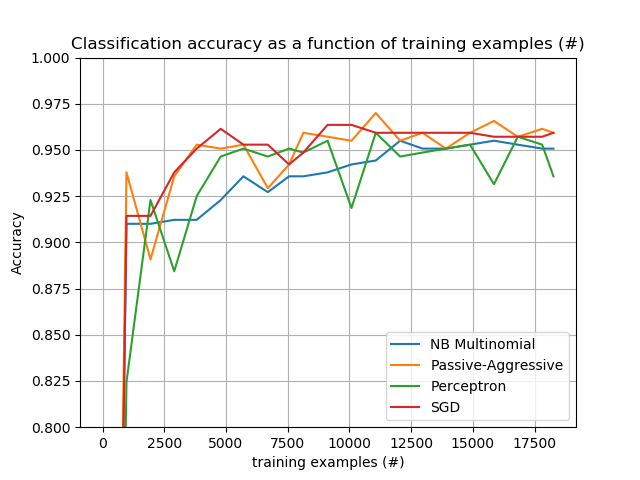 Classification accuracy as a function of training examples (#)
1.000
0.975
0.950
0.925
0.900
0.875
0.850
0.825
0.800
Accuracy
NB Multinomial
Passive-Aggressive
Perceptron
SGD
0
2500
5000
7500
10000
12500
15000
17500
training examples (#)